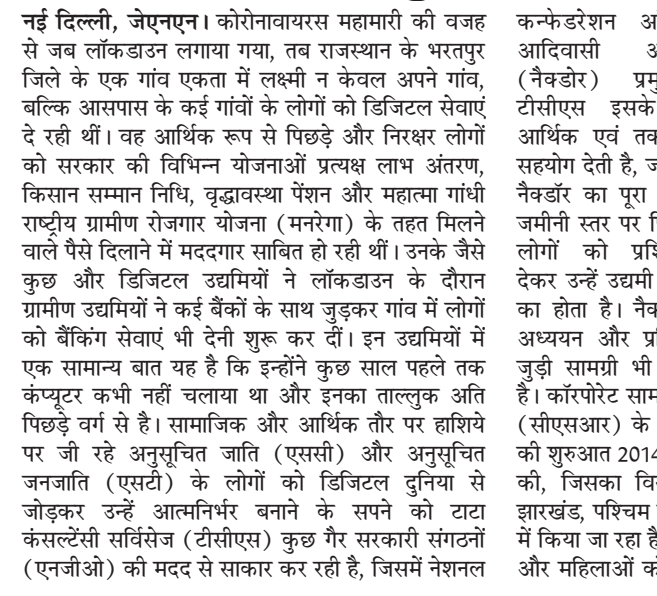 नई दिल्ली, जेएनएन। कोरोनावायरस महामारी की वजह
से जब लॉकडाउन लगाया गया, तब राजस्थान के भरतपुर
जिले के एक गांव एकता में लक्ष्मी न केवल अपने गांव,
बल्कि आसपास के कई गांवों के लोगों को डिजिटल सेवाएं
दे रही थीं। वह आर्थिक रूप से पिछड़े और निरक्षर लोगों
को सरकार की विभिन्न योजनाओं प्रत्यक्ष लाभ अंतरण,
किसान सम्मान निधि, वृद्धावस्था पेंशन और महात्मा गांधी
राष्ट्रीय ग्रामीण रोजगार योजना (मनरेगा) के तहत मिलने
वाले पैसे दिलाने में मददगार साबित हो रही थीं। उनके जैसे
कुछ और डिजिटल उद्यमियों ने लॉकडाउन के दौरान
ग्रामीण उद्यमियों ने कई बैंकों के साथ जुड़कर गांव में लोगों
को बैंकिंग सेवाएं भी देनी शुरू कर दीं। इन उद्यमियों में
एक सामान्य बात यह है कि इन्होंने कुछ साल पहले तक
कंप्यूटर कभी नहीं चलाया था और इनका ताल्लुक अति
पिछड़े वर्ग से है। सामाजिक और आर्थिक तौर पर हाशिये
पर जी रहे अनुसूचित जाति (एससी) और अनुसूचित
जनजाति (एसटी) के लोगों को डिजिटल दुनिया से
जोड़कर उन्हें आत्मनिर्भर बनाने के सपने को टाटा
कंसल्टेंसी सर्विसेज (टीसीएस) कुछ गैर सरकारी संगठनों
(एनजीओ) की मदद से साकार कर रही है, जिसमें नेशनल
कन्फेडरेशन
आदिवासी
(नैक्डोर)
टीसीएस इसके
आर्थिक एवं
सहयोग देती है,
नैक्डॉर का पूरा
जमीनी स्तर पर
लोगों को
देकर उन्हें उद्यमी
का होता है।
अध्ययन और
जुड़ी सामग्री भी
है। कॉरपोरेट
(सीएसआर) के
की शुरुआत 2014
की, जिसका
झारखंड, पश्चिम
में किया जा रहा
और महिलाओं